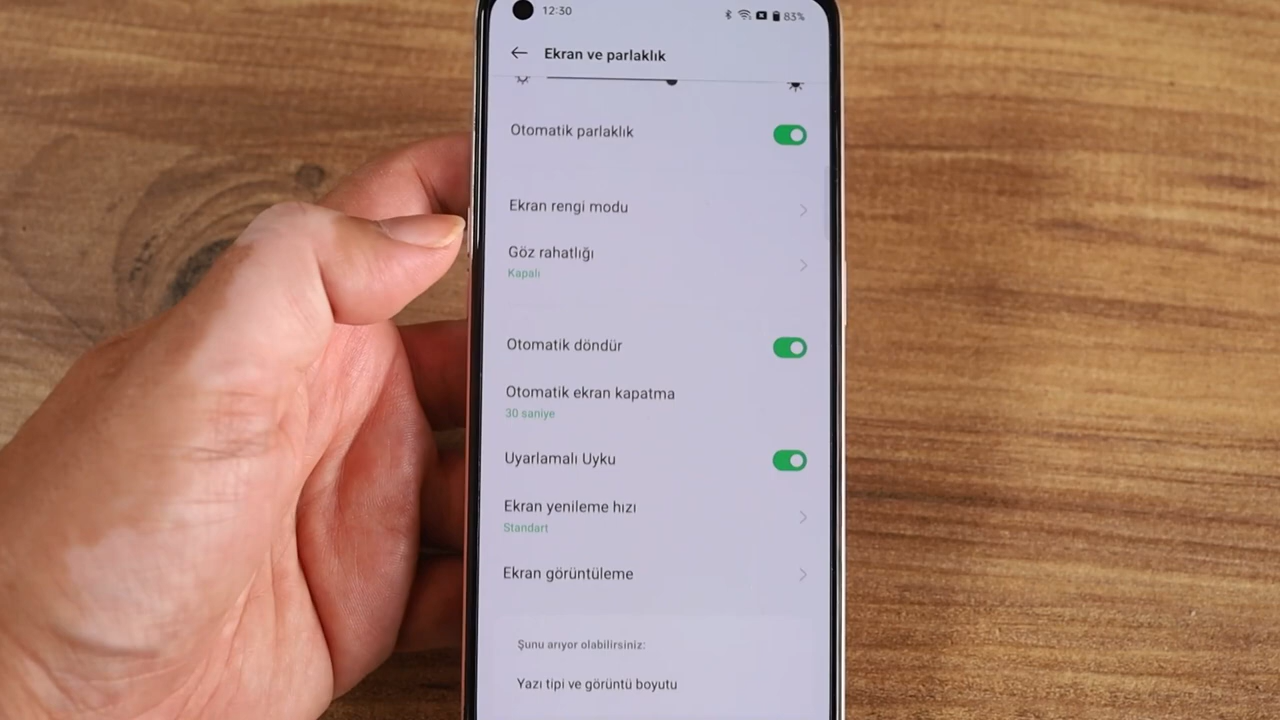 12:30
83%
Ekran ve parlaklık
Otomatik parlaklık
Ekran rengi modu
Göz rahatlığı
Kapalı
Otomatik döndür
Otomatik ekran kapatma
30 saniye
Uyarlamalı Uyku
Ekran yenileme hızı
Standart
Ekran görüntüleme
Şunu arıyor olabilirsiniz:
Yazı tipi ve görüntü boyutu